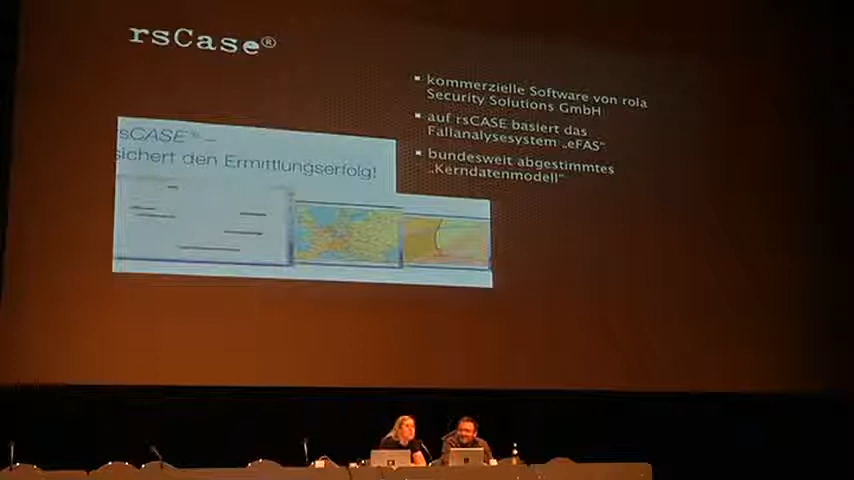 rsCase®
kommerzielle Software von rola
Security Solutions GmbH
auf rsCASE basiert das
Fallanalysesystem „eFAS“
bundesweit abgestimmtes
„Kerndatenmodell“
rsCASE® –
sichert den Ermittlungserfolg!